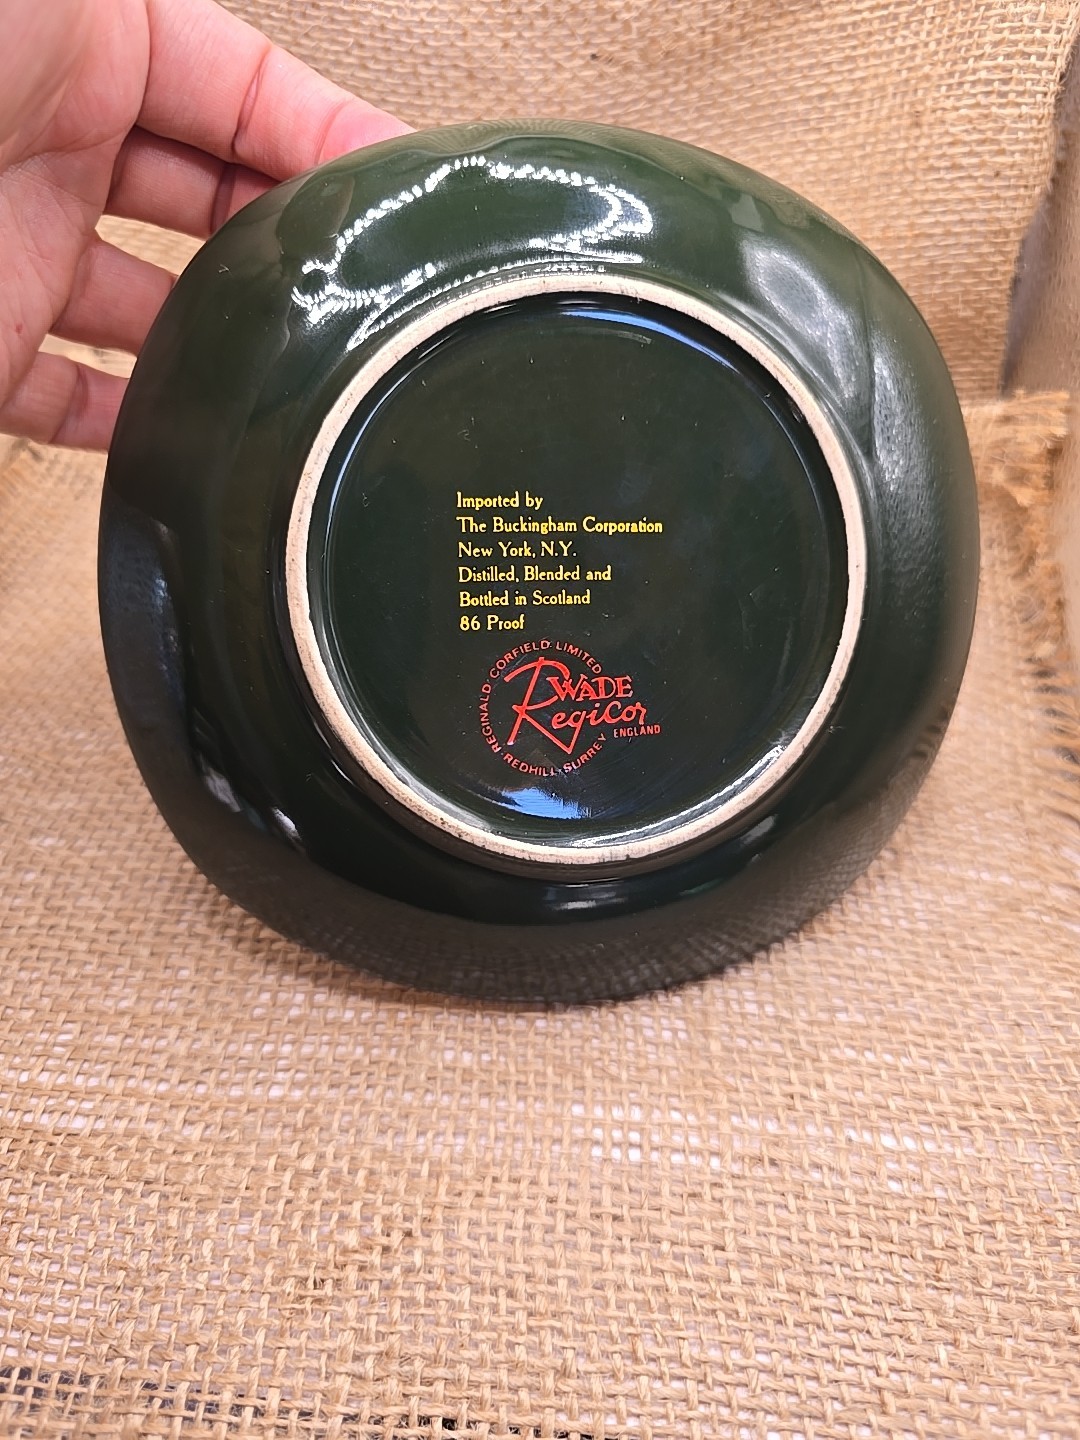 Imported by
The Buckingham Corporation
New York, N.Y.
Distilled, Blended and
Bottled in Scotland
86 Proof
REGINALD CORFIELD LIMITED
WADE
Regicor
ENGLAND
REDHILL·SURREY